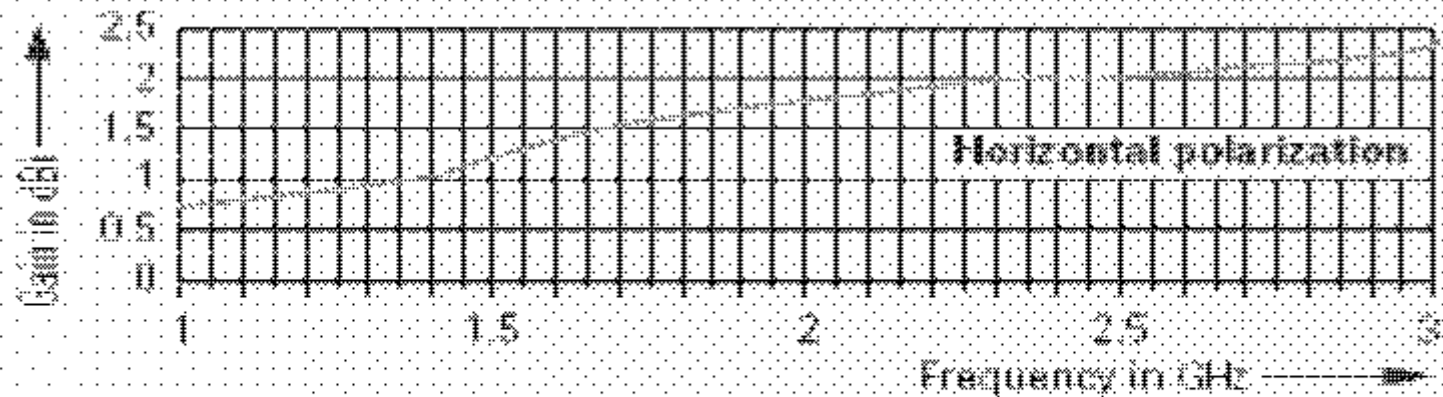 2.5
2
1.5
1
0.5
0
Gain in dBi
Horizontal polarization
1 1.5 2 2.5 3
Frequency in GHz